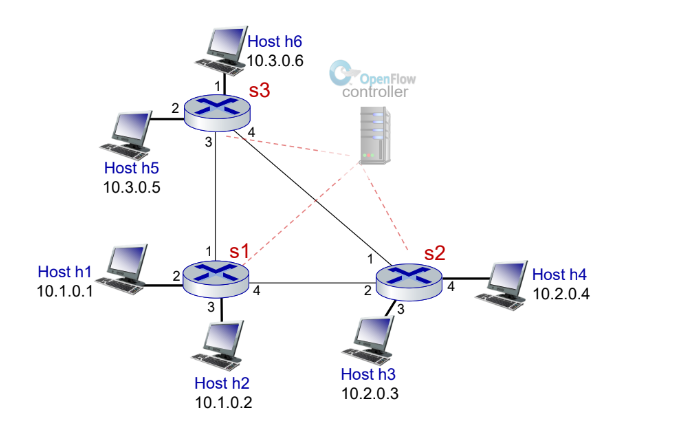 Host h6
10.3.0.6
OpenFlow
controller
1
s3
2
3
4
Host h5
10.3.0.5
1
s1
2
3
4
Host h1
10.1.0.1
Host h2
10.1.0.2
1
s2
2
3
4
Host h4
10.2.0.4
Host h3
10.2.0.3